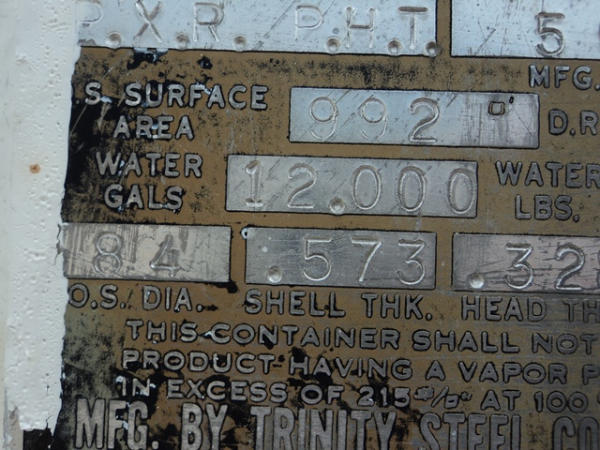 P.X.R. P.H.T. 5
MFG.
S. SURFACE AREA 992 □' D.R
WATER GALS 12.000 WATER LBS.
84 .573 .328
O.S. DIA. SHELL THK. HEAD TH
THIS CONTAINER SHALL NOT
PRODUCT HAVING A VAPOR P
IN EXCESS OF 215 #/□" AT 100 °
MFG. BY TRINITY STEEL CO